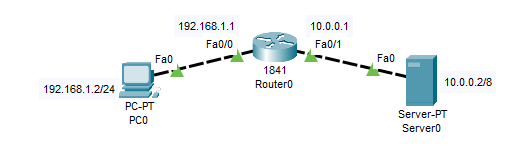 192.168.1.1
10.0.0.1
Fa0/0
Fa0/1
Fa0
Fa0
1841
Router0
192.168.1.2/24
10.0.0.2/8
PC-PT
PC0
Server-PT
Server0